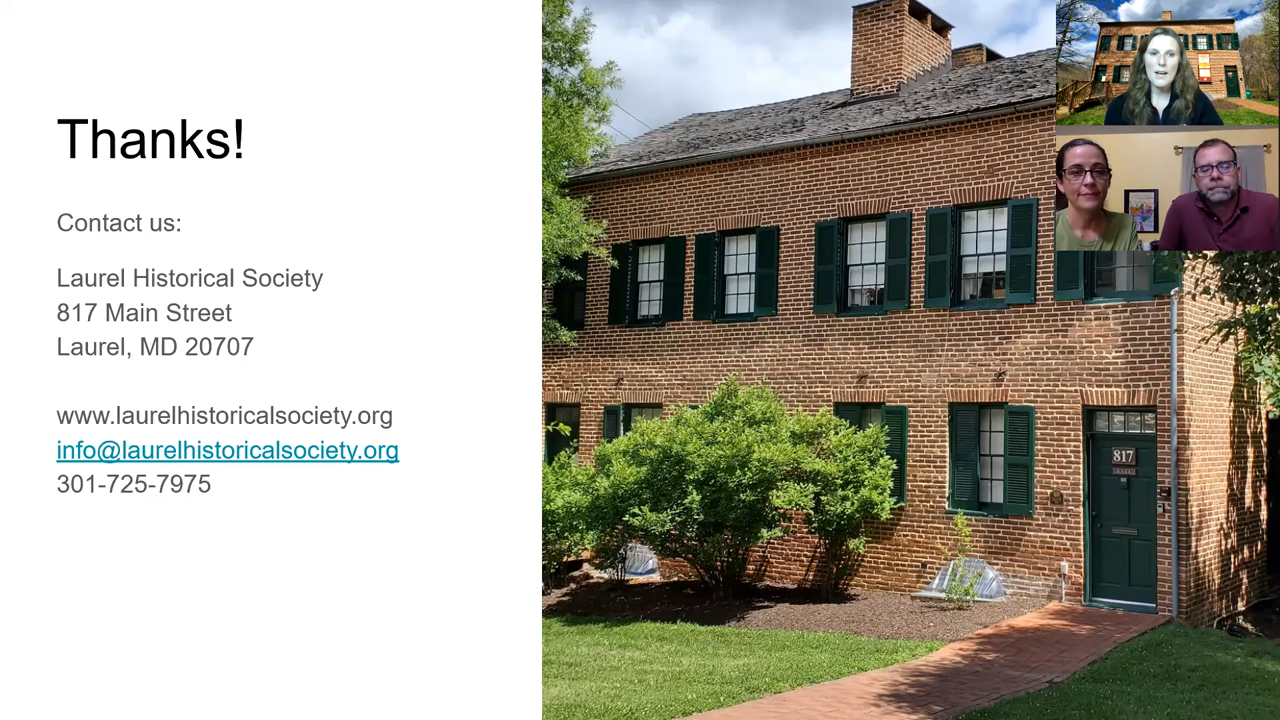 Thanks!
Contact us:
Laurel Historical Society
817 Main Street
Laurel, MD 20707
www.laurelhistoricalsociety.org
info@laurelhistoricalsociety.org
301-725-7975
817